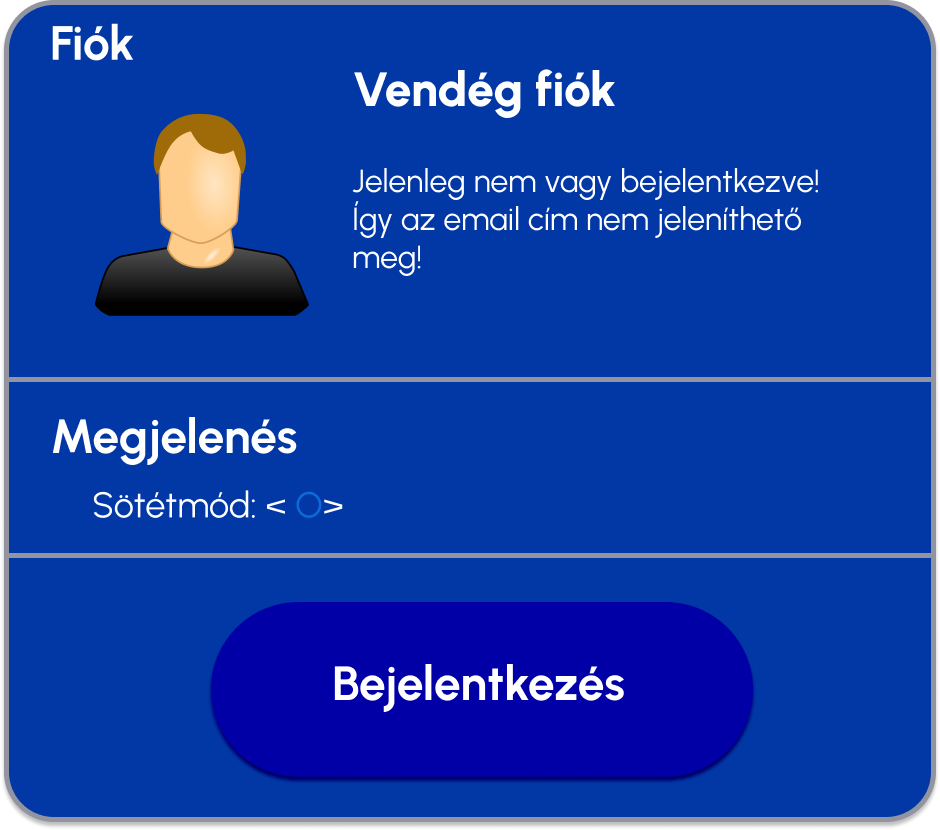 Fiók
Vendég fiók
Jelenleg nem vagy bejelentkezve!
Így az email cím nem jeleníthető
meg!
Megjelenés
Sötétmód: < O>
Bejelentkezés